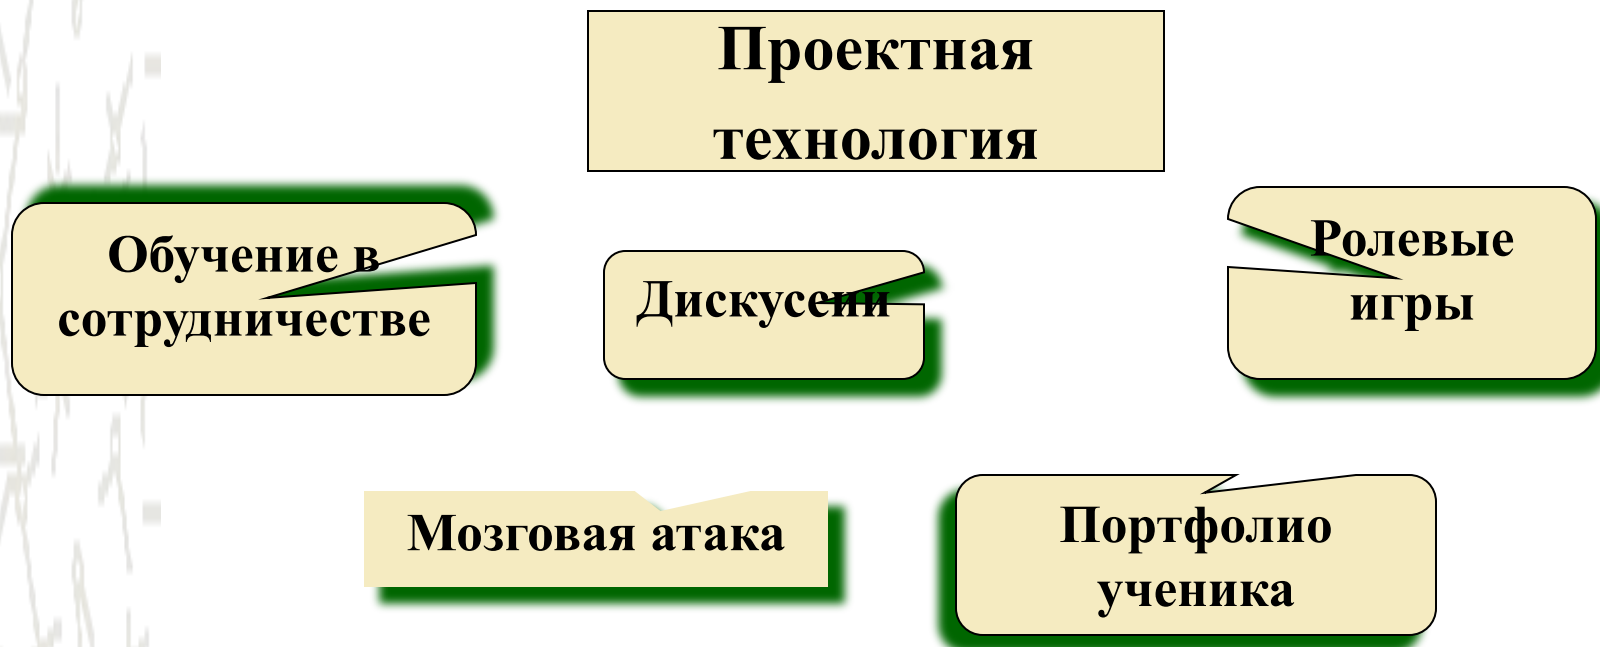 Проектная
технология
Обучение в
сотрудничестве
Дискуссии
Ролевые
игры
Мозговая атака
Портфолио
ученика